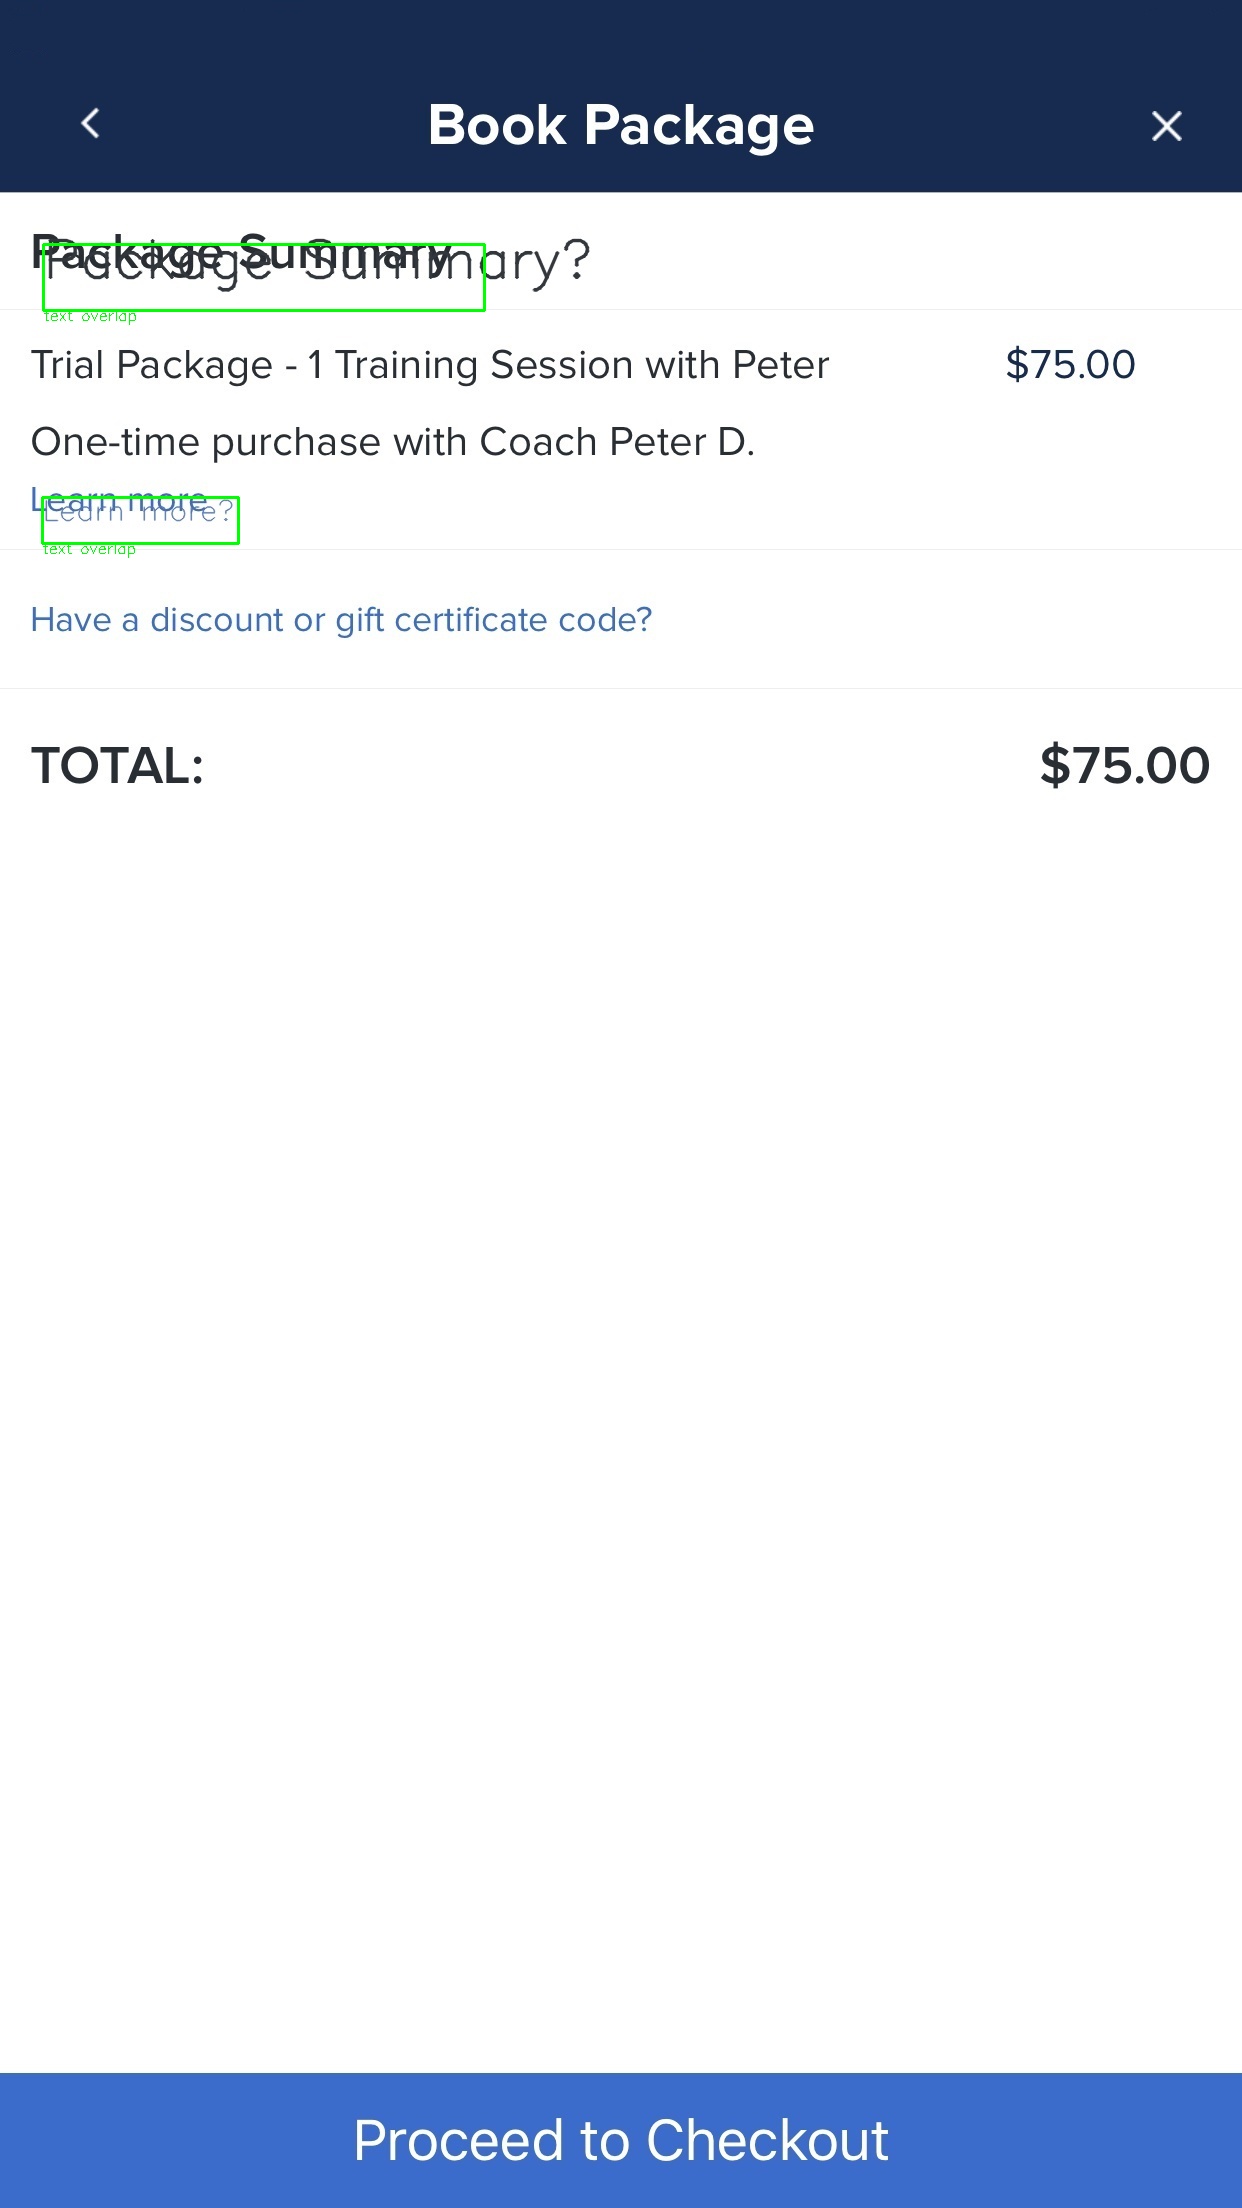 Book Package
Package Summary
Package Summary?
text overlap
Trial Package - 1 Training Session with Peter $75.00
One-time purchase with Coach Peter D.
Learn more
Learn more?
text overlap
Have a discount or gift certificate code?
TOTAL: $75.00
Proceed to Checkout